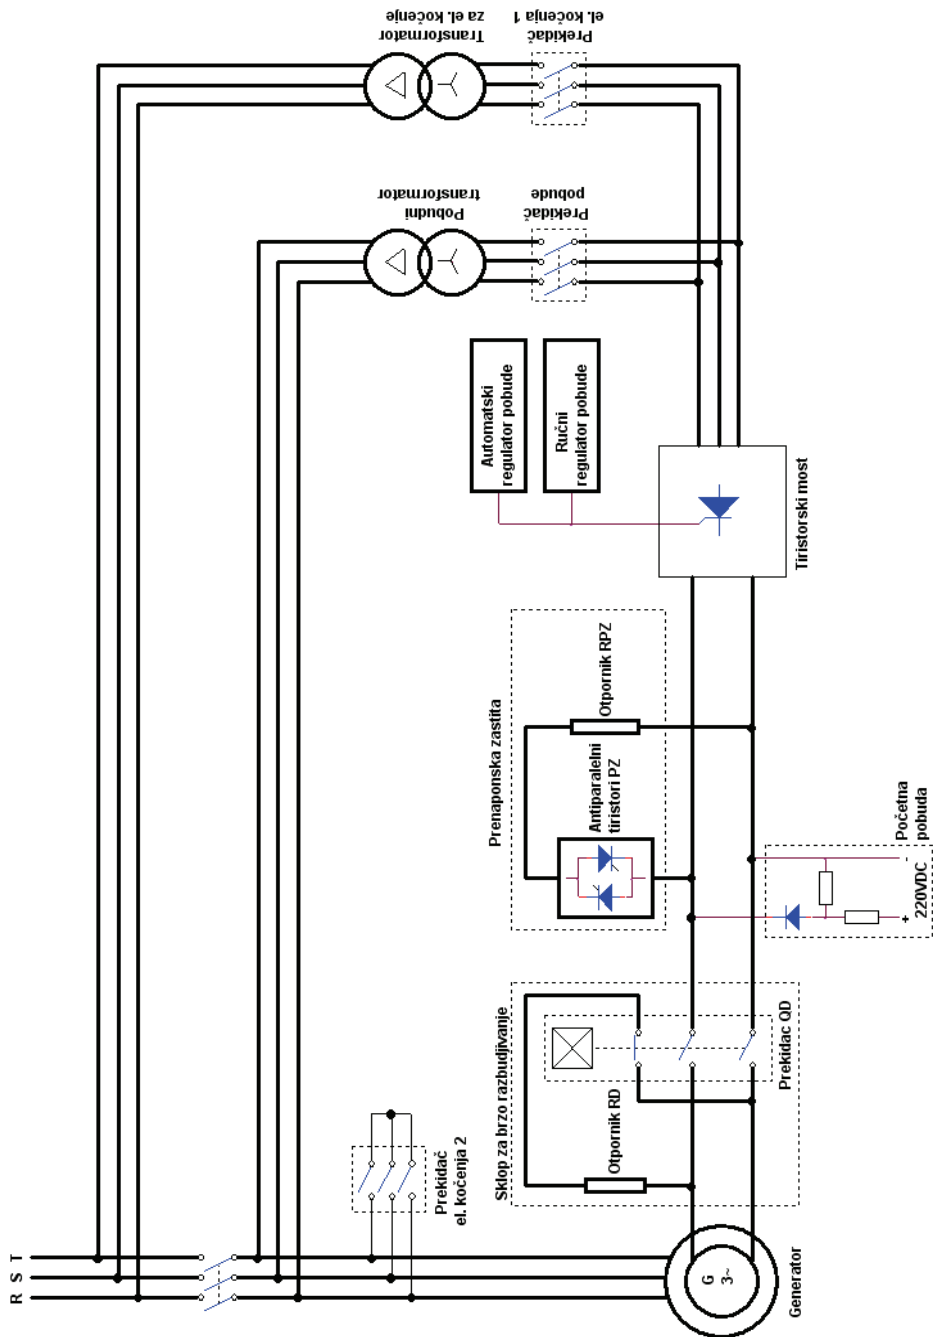 Transformator
za el. kočenje
Prekidač
el. kočenja 1
Pobudni
transformator
Prekidač
pobude
Automatski
regulator pobude
Ručni
regulator pobude
Tiristorski most
Prenaponska zastita
Otpornik RPZ
Antiparalelni
tiristori PZ
Početna
pobuda
-
220VDC
+
Sklop za brzo razbudjivanje
Prekidac QD
Otpornik RD
Prekidač
el. kočenja 2
R S T
G
3~
Generator